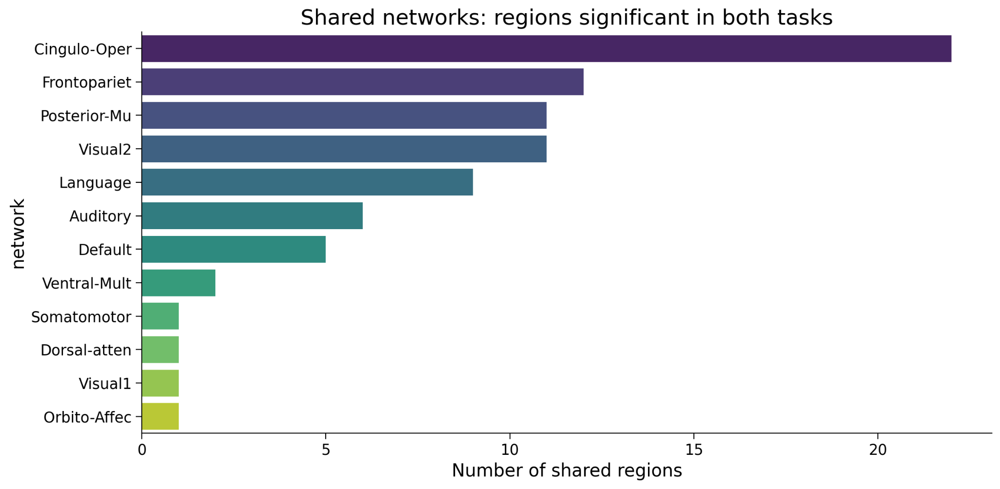 Shared networks: regions significant in both tasks
network
Cingulo-Oper
Frontopariet
Posterior-Mu
Visual2
Language
Auditory
Default
Ventral-Mult
Somatomotor
Dorsal-atten
Visual1
Orbito-Affec
0 5 10 15 20
Number of shared regions